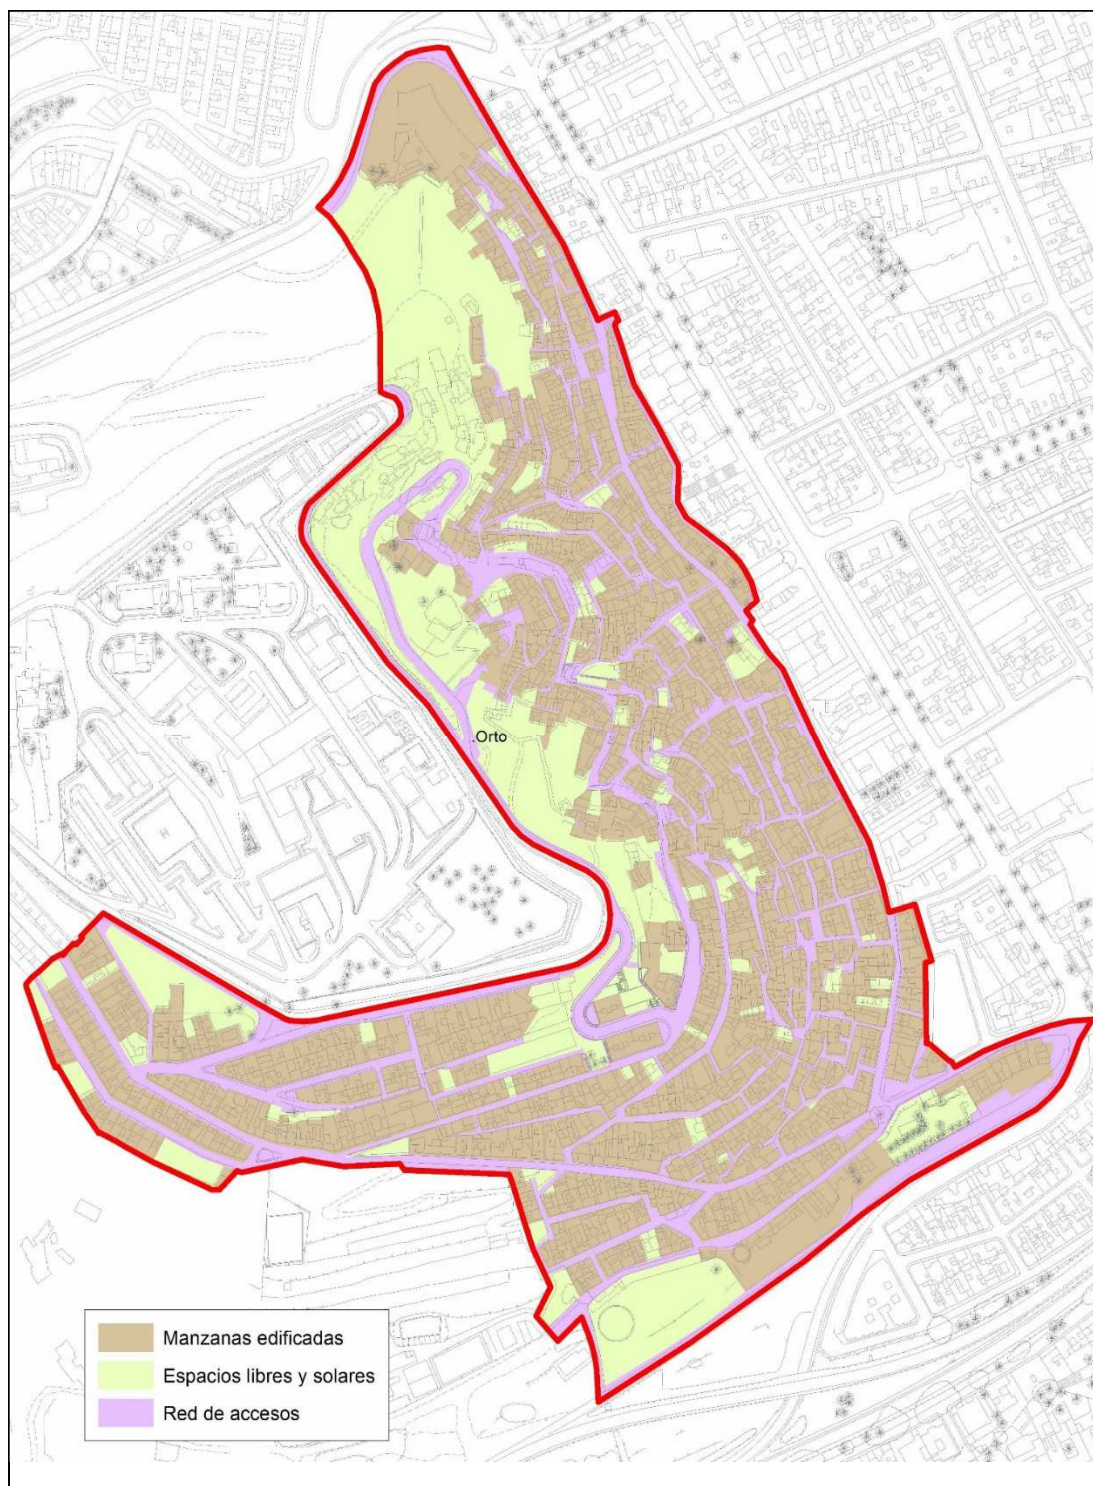 .Orto
Manzanas edificadas
Espacios libres y solares
Red de accesos